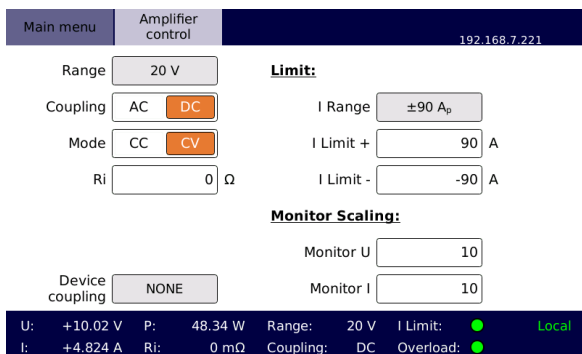 Main menu
Amplifier
control
192.168.7.221
Range 20 V
Limit:
Coupling AC DC
I Range ±90 Aₚ
Mode CC CV
I Limit + 90 A
Ri 0 Ω
I Limit - -90 A
Monitor Scaling:
Monitor U 10
Device
coupling NONE
Monitor I 10
U: +10.02 V P: 48.34 W Range: 20 V I Limit: Local
I: +4.824 A Ri: 0 mΩ Coupling: DC Overload: